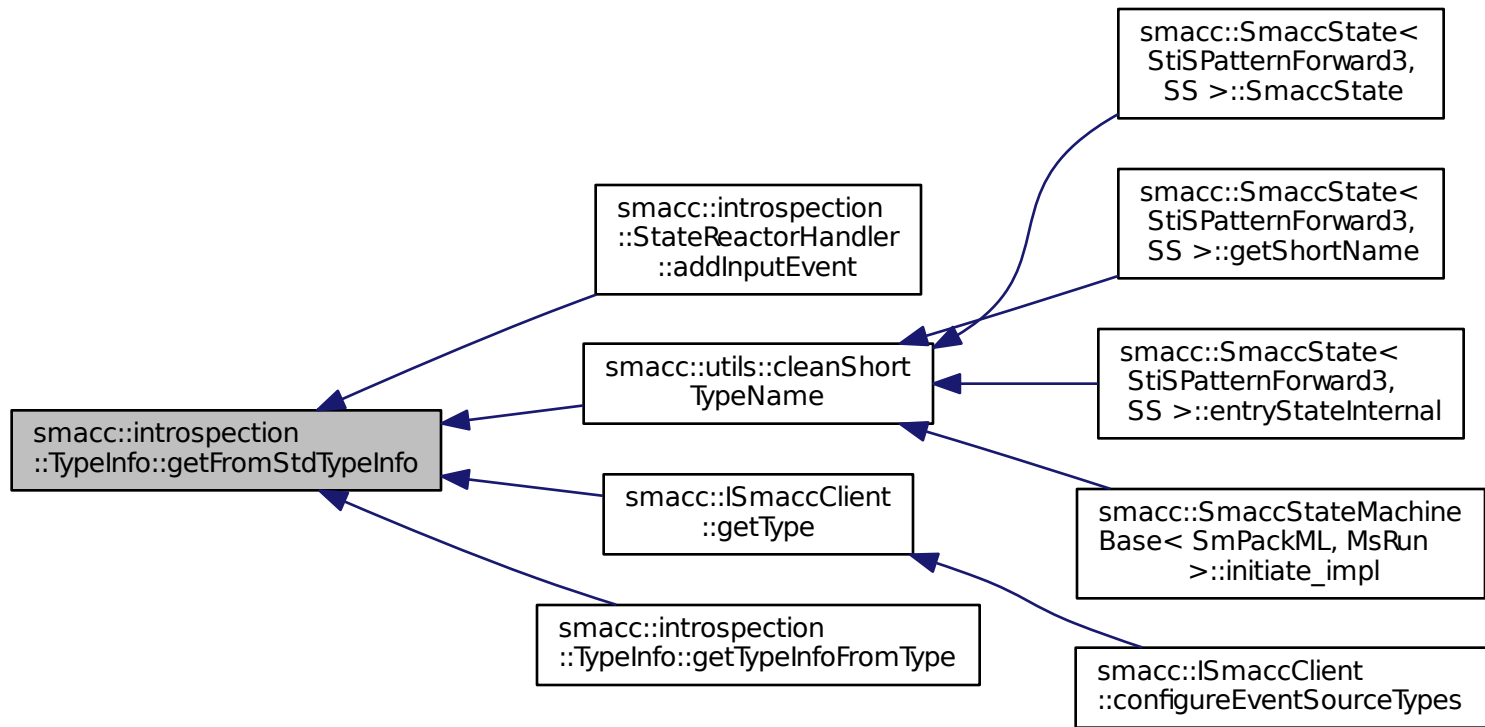 smacc::SmaccState<
StiSPatternForward3,
SS >::SmaccState
smacc::SmaccState<
StiSPatternForward3,
SS >::getShortName
smacc::introspection
::StateReactorHandler
::addInputEvent
smacc::SmaccState<
StiSPatternForward3,
SS >::entryStateInternal
smacc::utils::cleanShort
TypeName
smacc::introspection
::TypeInfo::getFromStdTypeInfo
smacc::ISmaccClient
::getType
smacc::SmaccStateMachine
Base< SmPackML, MsRun
>::initiate_impl
smacc::introspection
::TypeInfo::getTypeInfoFromType
smacc::ISmaccClient
::configureEventSourceTypes